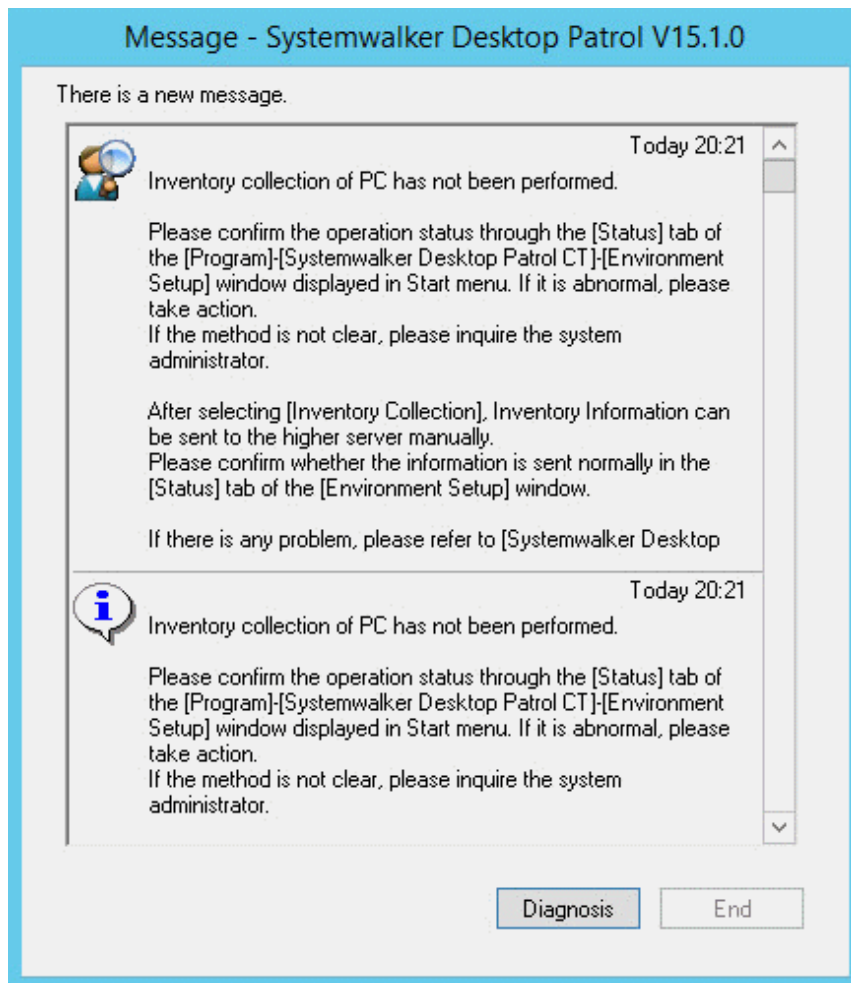 Message - Systemwalker Desktop Patrol V15.1.0
There is a new message.
Today 20:21
Inventory collection of PC has not been performed.
Please confirm the operation status through the [Status] tab of
the [Program]-[Systemwalker Desktop Patrol CT]-[Environment
Setup] window displayed in Start menu. If it is abnormal, please
take action.
If the method is not clear, please inquire the system
administrator.
After selecting [Inventory Collection], Inventory Information can
be sent to the higher server manually.
Please confirm whether the information is sent normally in the
[Status] tab of the [Environment Setup] window.
If there is any problem, please refer to [Systemwalker Desktop
Today 20:21
Inventory collection of PC has not been performed.
Please confirm the operation status through the [Status] tab of
the [Program]-[Systemwalker Desktop Patrol CT]-[Environment
Setup] window displayed in Start menu. If it is abnormal, please
take action.
If the method is not clear, please inquire the system
administrator.
Diagnosis
End